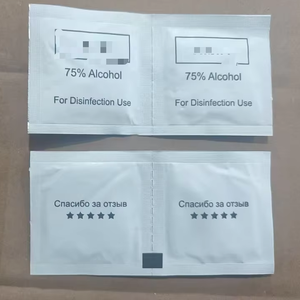 75% Alcohol
75% Alcohol
For Disinfection Use
For Disinfection Use
Спасибо за отзыв
Спасибо за отзыв
★★★★★
★★★★★